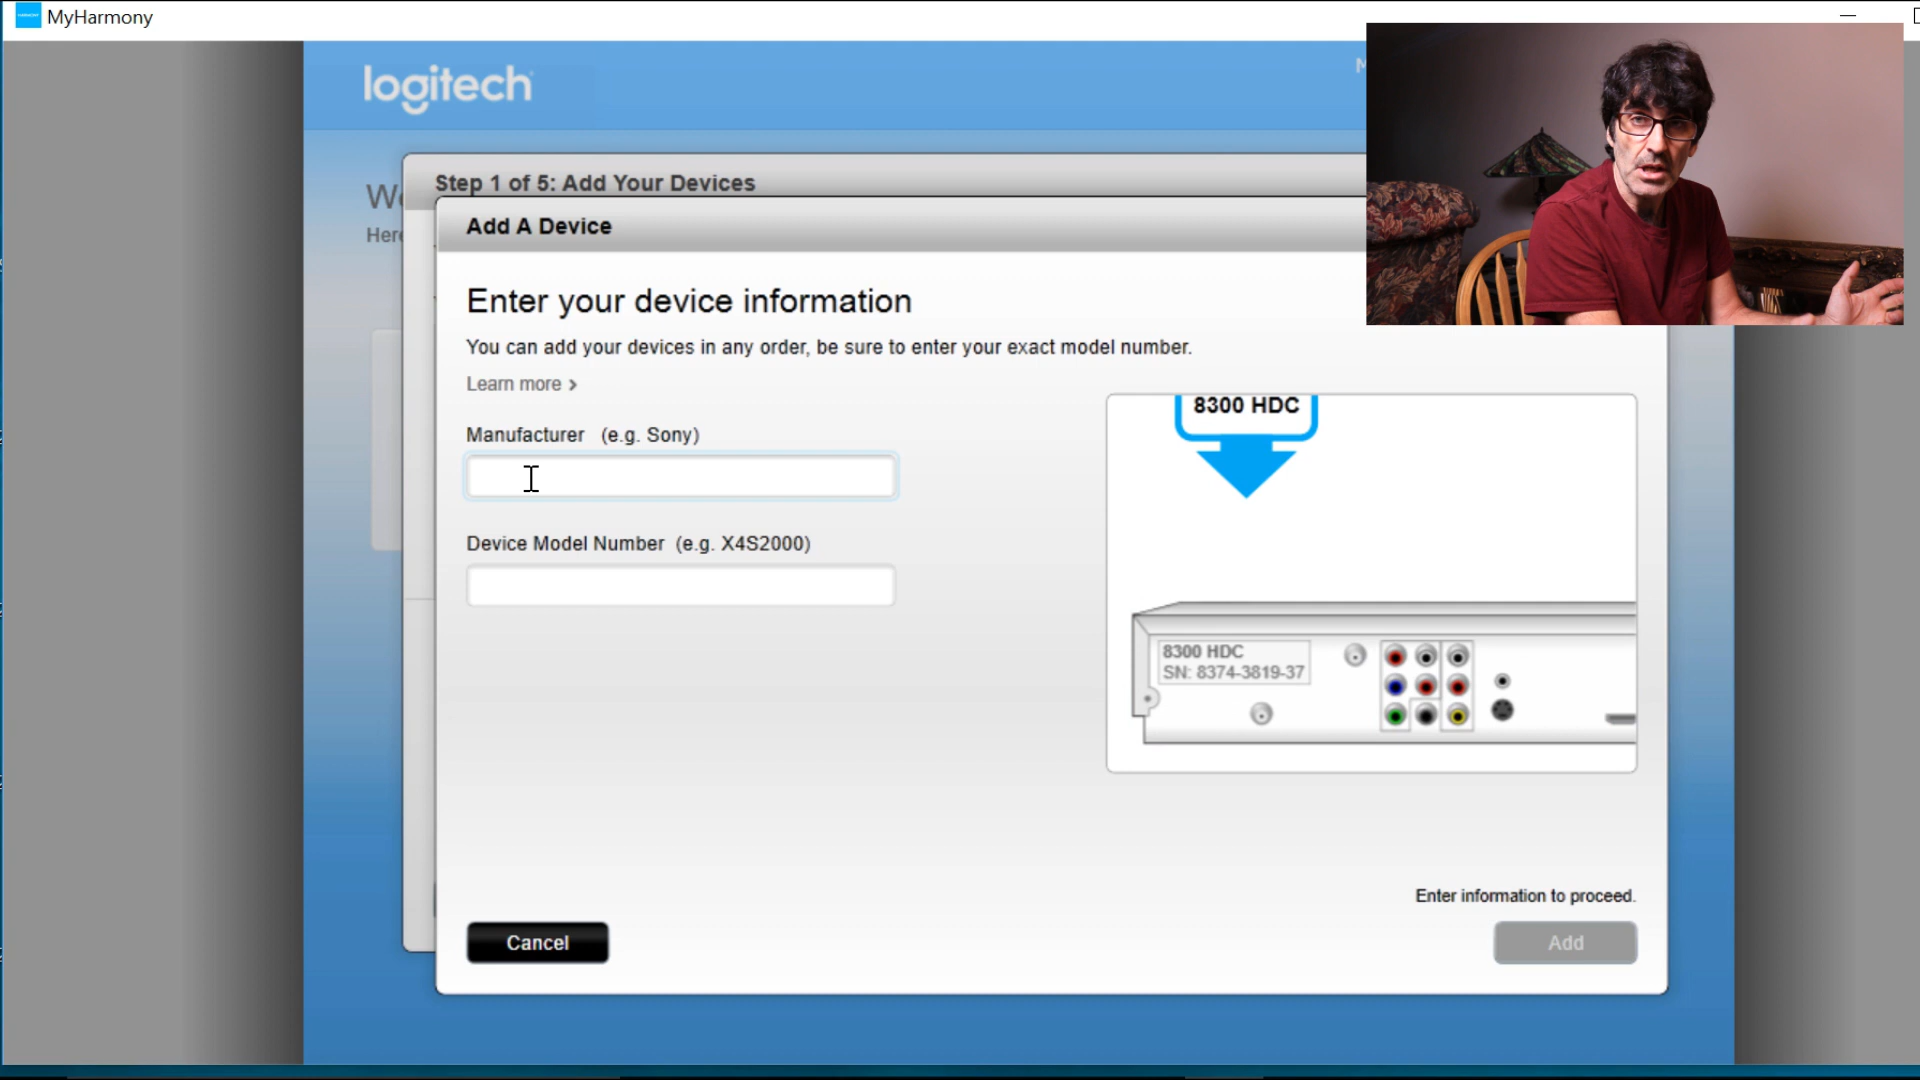 MyHarmony
logitech
M
Step 1 of 5: Add Your Devices
We
Here
Add A Device
Enter your device information
You can add your devices in any order, be sure to enter your exact model number.
Learn more >
8300 HDC
Manufacturer (e.g. Sony)
Device Model Number (e.g. X4S2000)
8300 HDC
SN: 8374-3819-37
Enter information to proceed.
Cancel
Add